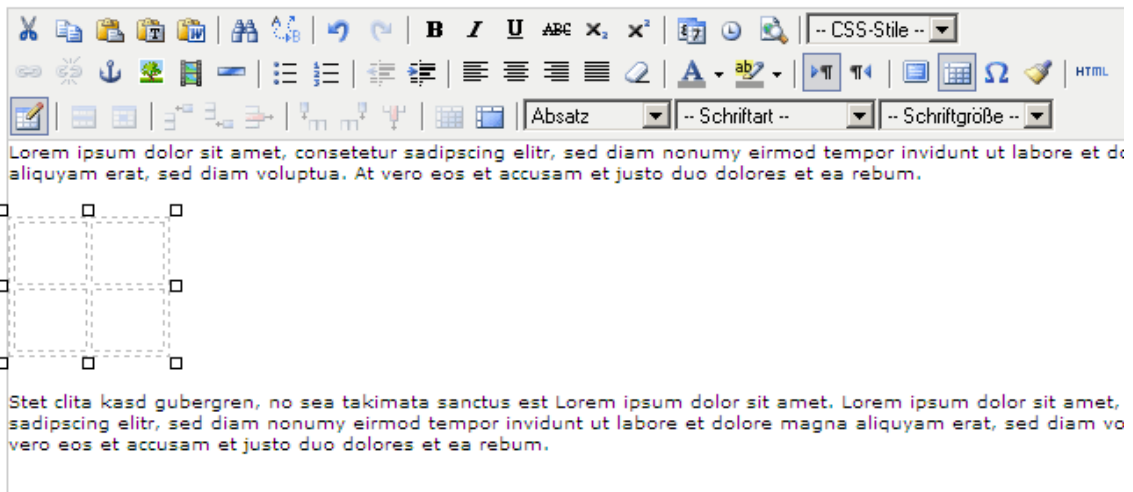 B I U ABC X₂ X² -- CSS-Stile --
HTML
Absatz -- Schriftart -- -- Schriftgröße --
Lorem ipsum dolor sit amet, consetetur sadipscing elitr, sed diam nonumy eirmod tempor invidunt ut labore et
aliquyam erat, sed diam voluptua. At vero eos et accusam et justo duo dolores et ea rebum.
Stet clita kasd gubergren, no sea takimata sanctus est Lorem ipsum dolor sit amet. Lorem ipsum dolor sit amet,
sadipscing elitr, sed diam nonumy eirmod tempor invidunt ut labore et dolore magna aliquyam erat, sed diam
vero eos et accusam et justo duo dolores et ea rebum.